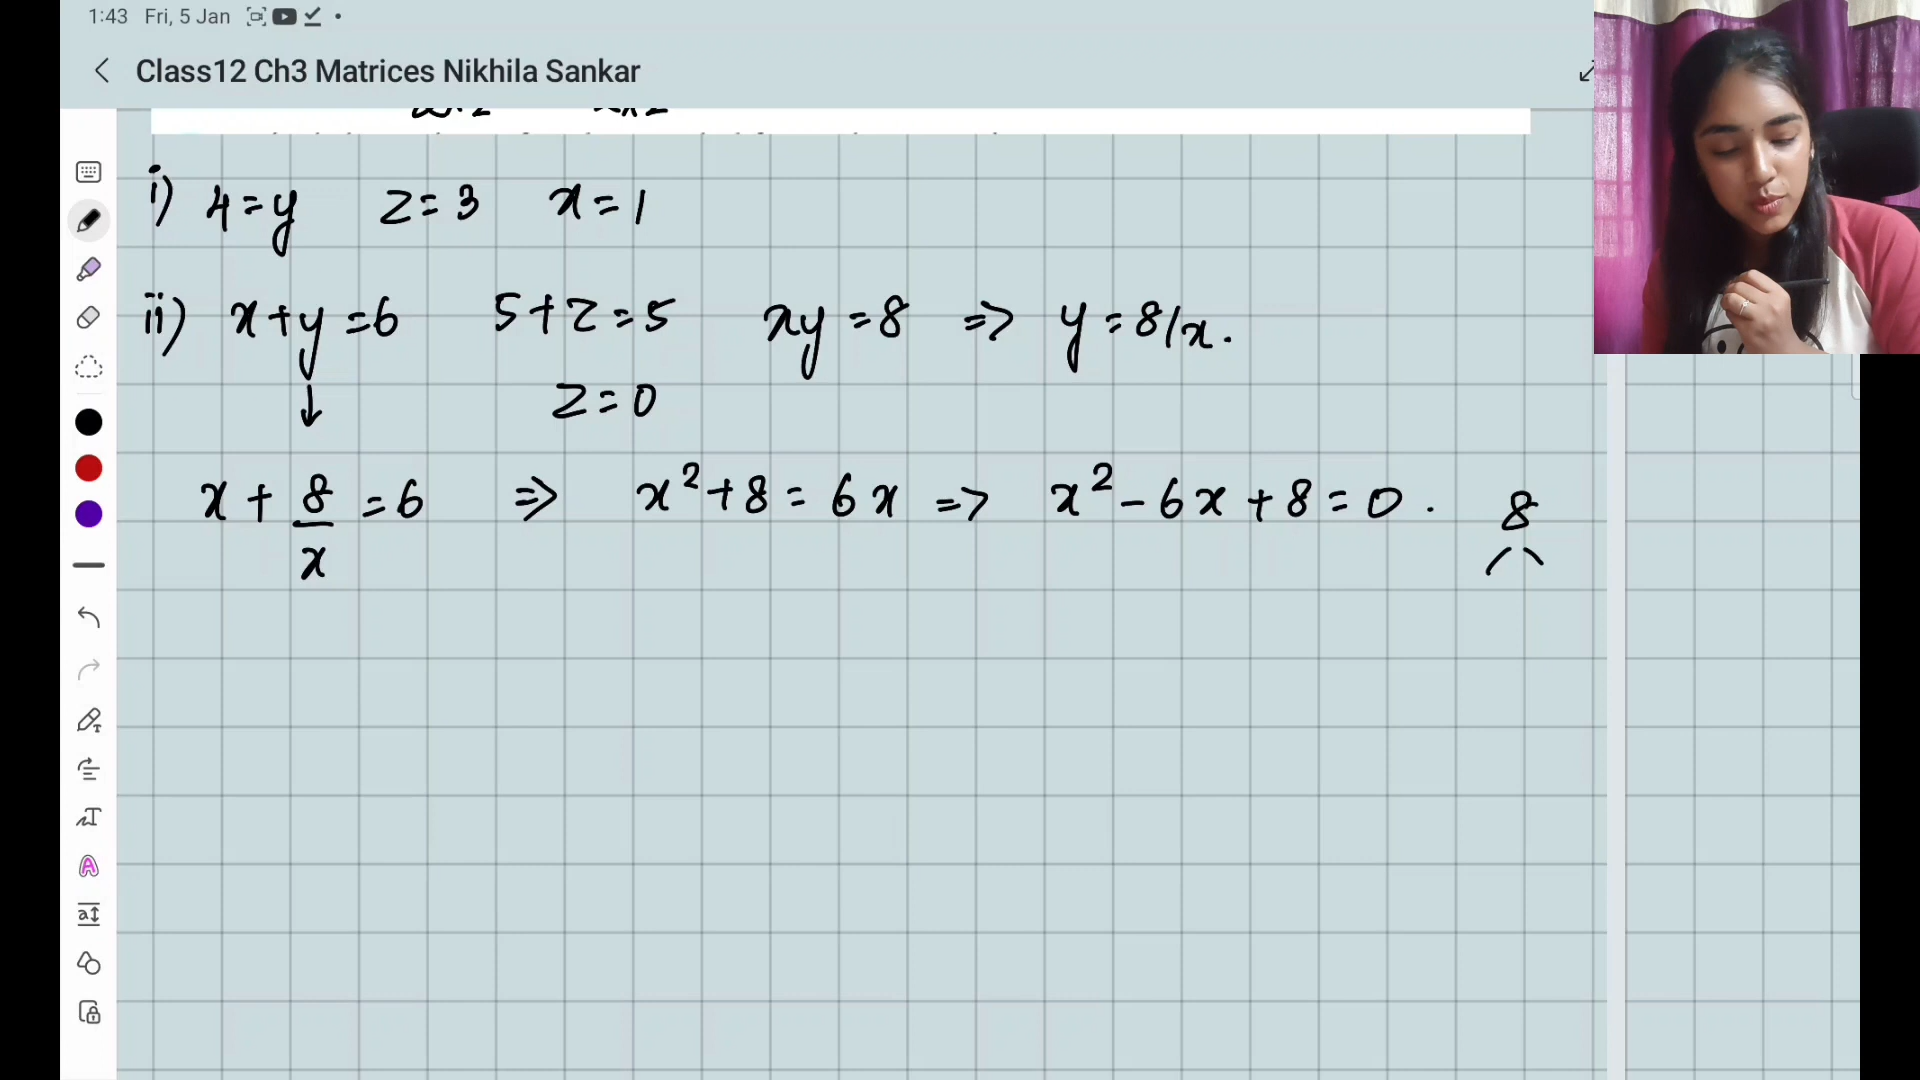 1:43 Fri, 5 Jan
Class12 Ch3 Matrices Nikhila Sankar
i) 4=y z=3 x=1
ii) x+y=6 5+z=5 xy=8 => y=8/x.
↓ z=0
x+8/x=6 => x²+8=6x => x²-6x+8=0. 8